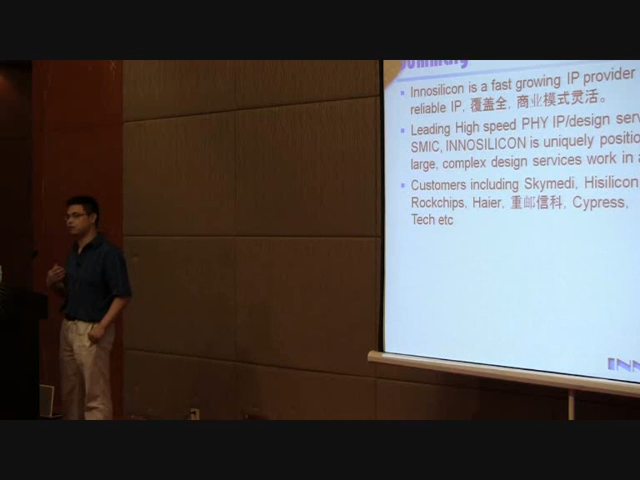 Summary
Innosilicon is a fast growing IP provider
reliable IP. 覆盖全, 商业模式灵活。
Leading High speed PHY IP/design
SMIC, INNOSILICON is uniquely
large, complex design services work in
Customers including Skymedi, Hisilicon
Rockchips, Haier, 重邮信科, Cypress,
Tech etc